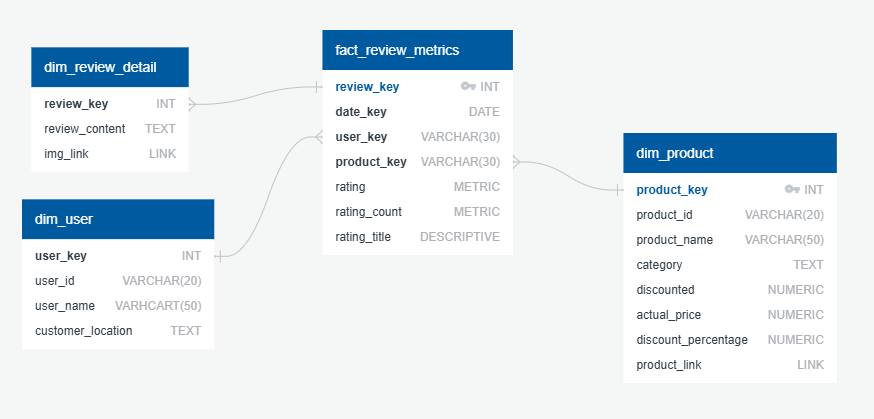 dim_review_detail
review_key INT
review_content TEXT
img_link LINK
dim_user
user_key INT
user_id VARCHAR(20)
user_name VARHCART(50)
customer_location TEXT
fact_review_metrics
review_key INT
date_key DATE
user_key VARCHAR(30)
product_key VARCHAR(30)
rating METRIC
rating_count METRIC
rating_title DESCRIPTIVE
dim_product
product_key INT
product_id VARCHAR(20)
product_name VARCHAR(50)
category TEXT
discounted NUMERIC
actual_price NUMERIC
discount_percentage NUMERIC
product_link LINK